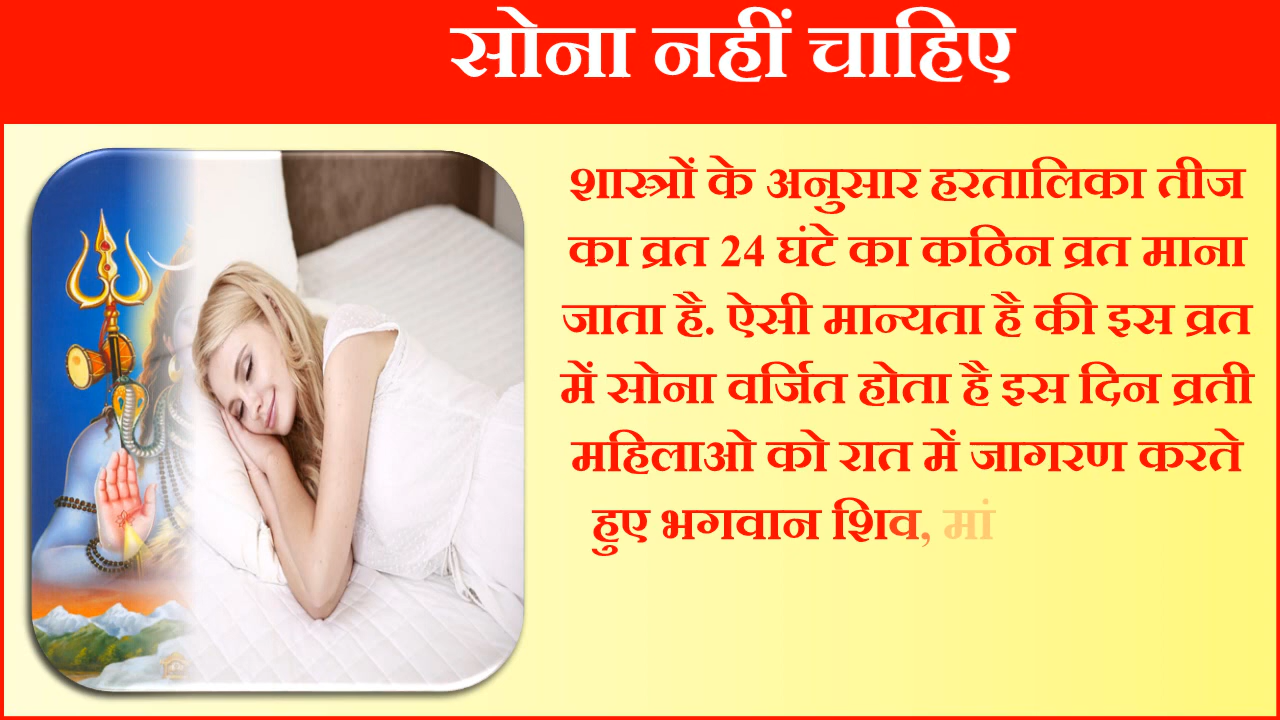 सोना नहीं चाहिए
शास्त्रों के अनुसार हरतालिका तीज
का व्रत 24 घंटे का कठिन व्रत माना
जाता है. ऐसी मान्यता है की इस व्रत
में सोना वर्जित होता है इस दिन व्रती
महिलाओ को रात में जागरण करते
हुए भगवान शिव, मां